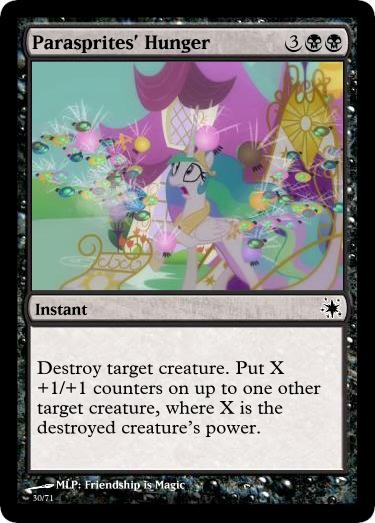 Parasprites' Hunger 3
Instant
Destroy target creature. Put X
+1/+1 counters on up to one other
target creature, where X is the
destroyed creature's power.
MLP: Friendship is Magic
30/71